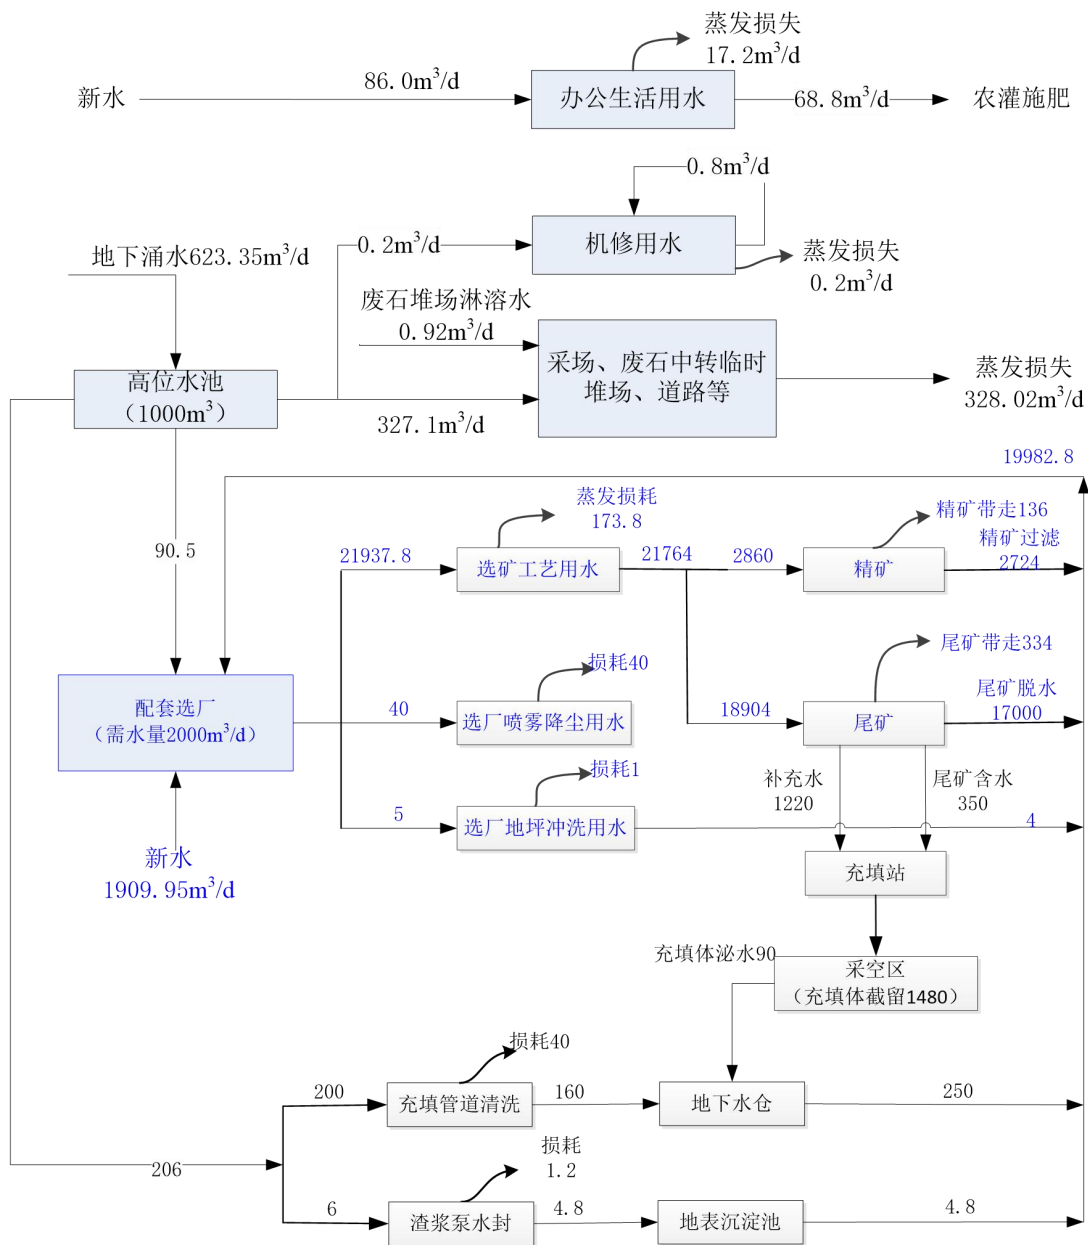 蒸发损失
17.2m³/d
新水
86.0m³/d
办公生活用水
68.8m³/d
农灌施肥
0.8m³/d
地下涌水623.35m³/d
0.2m³/d
机修用水
蒸发损失
0.2m³/d
废石堆场淋溶水
0.92m³/d
高位水池
（1000m³）
采场、废石中转临时
堆场、道路等
蒸发损失
328.02m³/d
327.1m³/d
19982.8
90.5
蒸发损耗
173.8
精矿带走136
21937.8
选矿工艺用水
21764
2860
精矿
精矿过滤
2724
损耗40
尾矿带走334
配套选厂
（需水量2000m³/d）
40
选厂喷雾降尘用水
18904
尾矿
尾矿脱水
17000
损耗1
补充水
1220
尾矿含水
350
5
选厂地坪冲洗用水
4
新水
1909.95m³/d
充填站
充填体泌水90
采空区
（充填体截留1480）
损耗40
200
充填管道清洗
160
地下水仓
250
206
损耗
1.2
6
渣浆泵水封
4.8
地表沉淀池
4.8